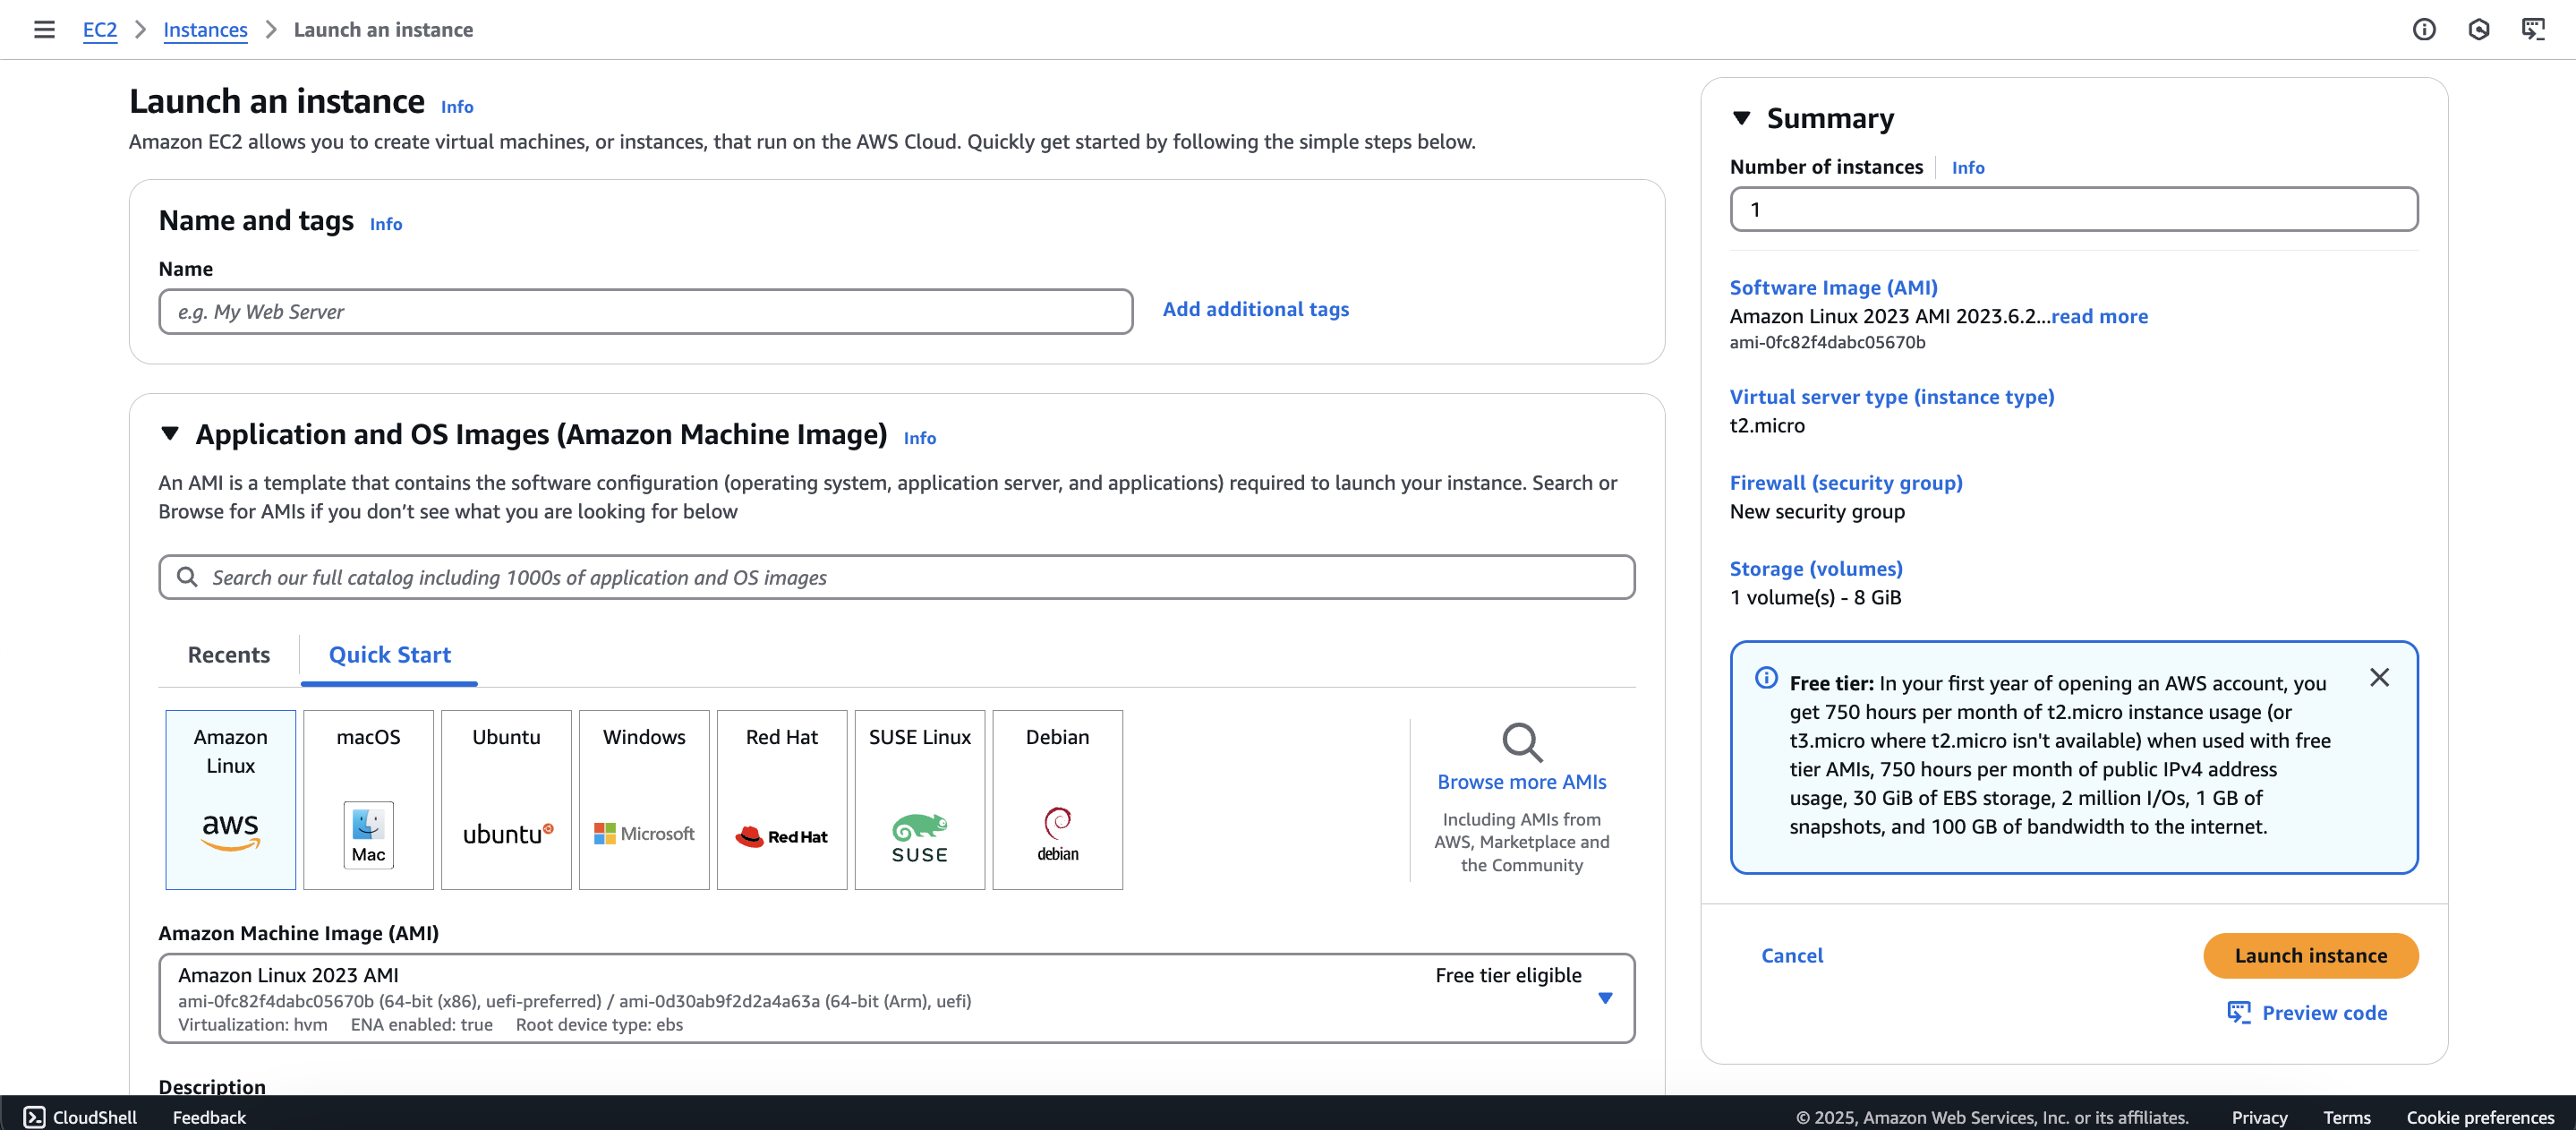 EC2 Instances Launch an instance
Launch an instance Info
Amazon EC2 allows you to create virtual machines, or instances, that run on the AWS Cloud. Quickly get started by following the simple steps below.
Name and tags Info
Name
e.g. My Web Server
Add additional tags
Application and OS Images (Amazon Machine Image) Info
An AMI is a template that contains the software configuration (operating system, application server, and applications) required to launch your instance. Search or
Browse for AMIs if you don’t see what you are looking for below
Search our full catalog including 1000s of application and OS images
Recents Quick Start
Amazon
Linux
aws
macOS
Mac
Ubuntu
ubuntu
Windows
Microsoft
Red Hat
Red Hat
SUSE Linux
SUSE
Debian
debian
Browse more AMIs
Including AMIs from
AWS, Marketplace and
the Community
Amazon Machine Image (AMI)
Amazon Linux 2023 AMI
Free tier eligible
ami-0fc82f4dabc05670b (64-bit (x86), uefi-preferred) / ami-0d30ab9f2d2a4a63a (64-bit (Arm), uefi)
Virtualization: hvm ENA enabled: true Root device type: ebs
Description
Summary
Number of instances Info
1
Software Image (AMI)
Amazon Linux 2023 AMI 2023.6.2...read more
ami-0fc82f4dabc05670b
Virtual server type (instance type)
t2.micro
Firewall (security group)
New security group
Storage (volumes)
1 volume(s) - 8 GiB
Free tier: In your first year of opening an AWS account, you
get 750 hours per month of t2.micro instance usage (or
t3.micro where t2.micro isn't available) when used with free
tier AMIs, 750 hours per month of public IPv4 address
usage, 30 GiB of EBS storage, 2 million I/Os, 1 GB of
snapshots, and 100 GB of bandwidth to the internet.
Cancel
Launch instance
Preview code
CloudShell Feedback
© 2025, Amazon Web Services, Inc. or its affiliates. Privacy Terms Cookie preferences